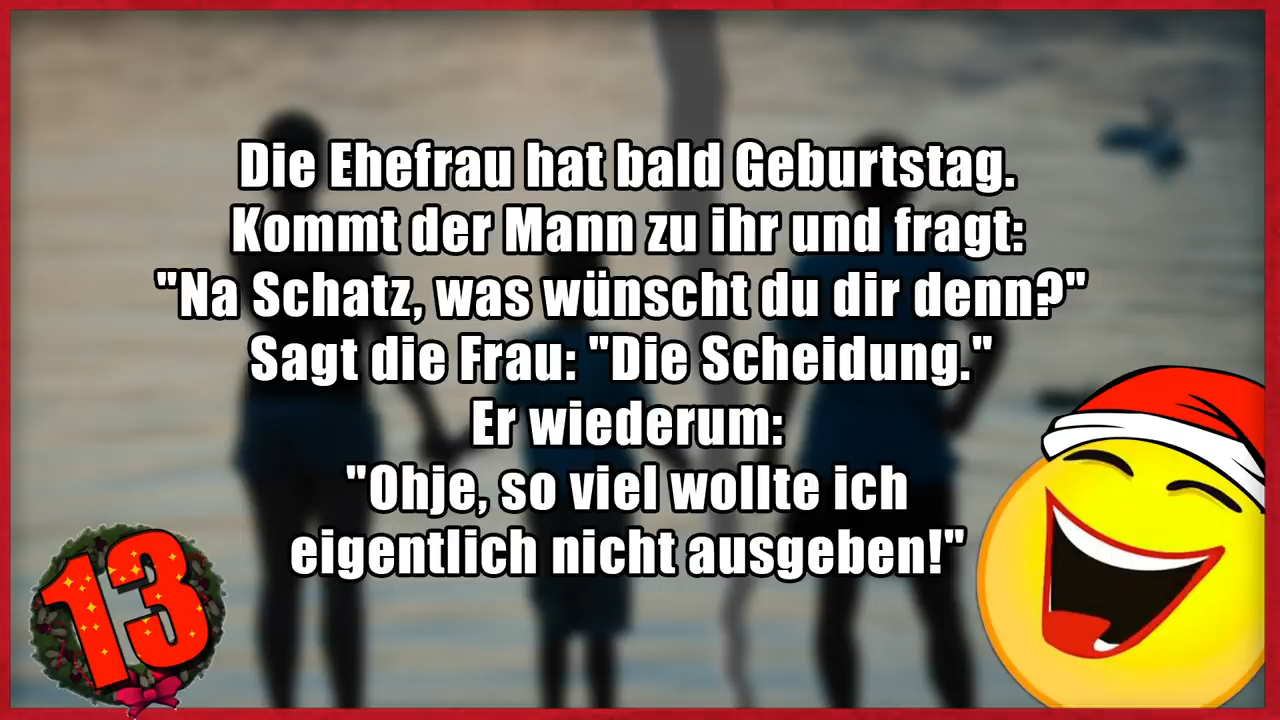 Die Ehefrau hat bald Geburtstag.
Kommt der Mann zu ihr und fragt:
"Na Schatz, was wünscht du dir denn?"
Sagt die Frau: "Die Scheidung."
Er wiederum:
"Ohje, so viel wollte ich
eigentlich nicht ausgeben!"
13